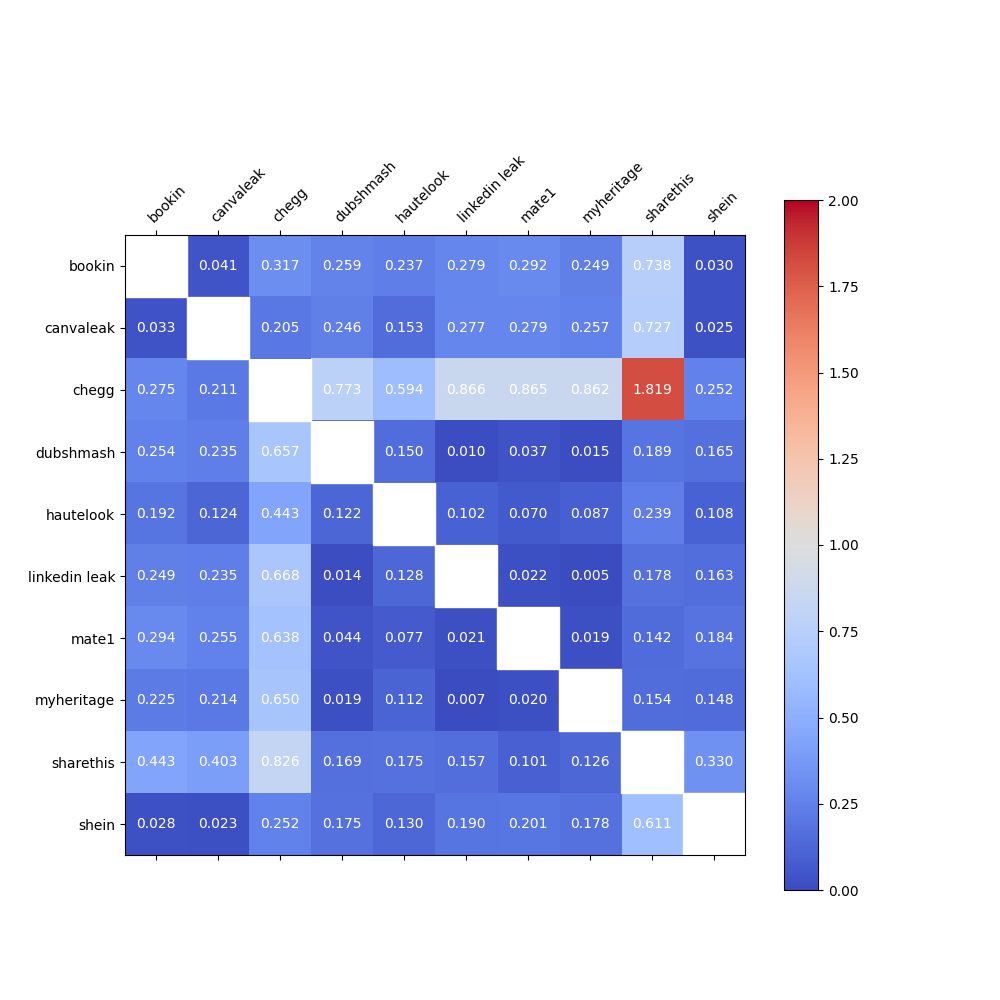 bookin canvaleak chegg dubshmash hautelook linkedin leak mate1 myheritage sharethis shein
bookin 0.041 0.317 0.259 0.237 0.279 0.292 0.249 0.738 0.030
canvaleak 0.033 0.205 0.246 0.153 0.277 0.279 0.257 0.727 0.025
chegg 0.275 0.211 0.773 0.594 0.866 0.865 0.862 1.819 0.252
dubshmash 0.254 0.235 0.657 0.150 0.010 0.037 0.015 0.189 0.165
hautelook 0.192 0.124 0.443 0.122 0.102 0.070 0.087 0.239 0.108
linkedin leak 0.249 0.235 0.668 0.014 0.128 0.022 0.005 0.178 0.163
mate1 0.294 0.255 0.638 0.044 0.077 0.021 0.019 0.142 0.184
myheritage 0.225 0.214 0.650 0.019 0.112 0.007 0.020 0.154 0.148
sharethis 0.443 0.403 0.826 0.169 0.175 0.157 0.101 0.126 0.330
shein 0.028 0.023 0.252 0.175 0.130 0.190 0.201 0.178 0.611
2.00
1.75
1.50
1.25
1.00
0.75
0.50
0.25
0.00